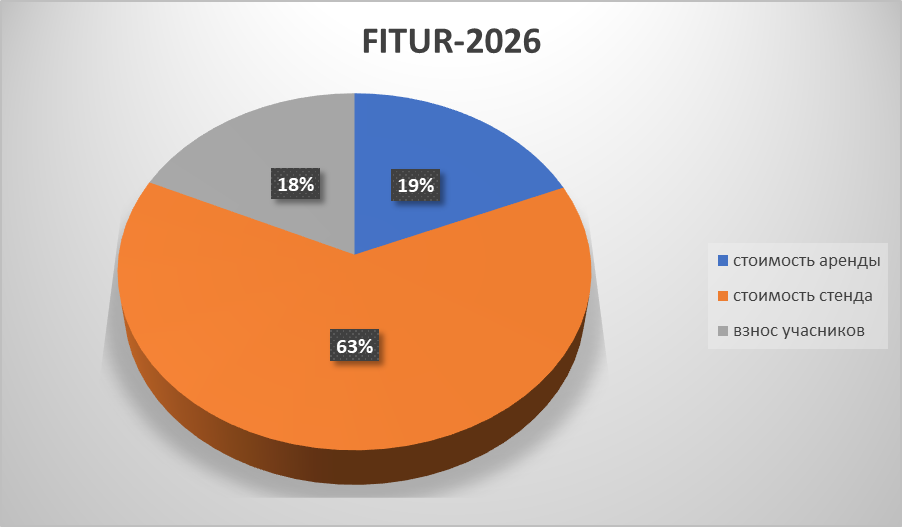 FITUR-2026
18%
19%
63%
стоимость аренды
стоимость стенда
взнос учасников